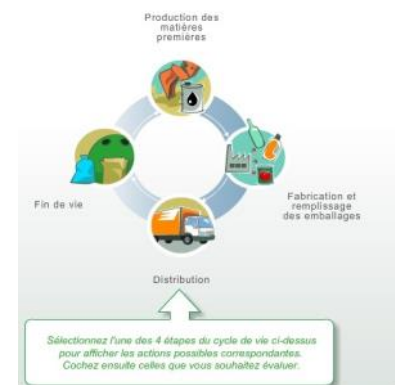 Production des
matières
premières
Fin de vie
Fabrication et
remplissage
des emballages
Distribution
Sélectionnez l'une des 4 étapes du cycle de vie ci-dessus
pour afficher les actions possibles correspondantes.
Cochez ensuite celles que vous souhaitez évaluer.